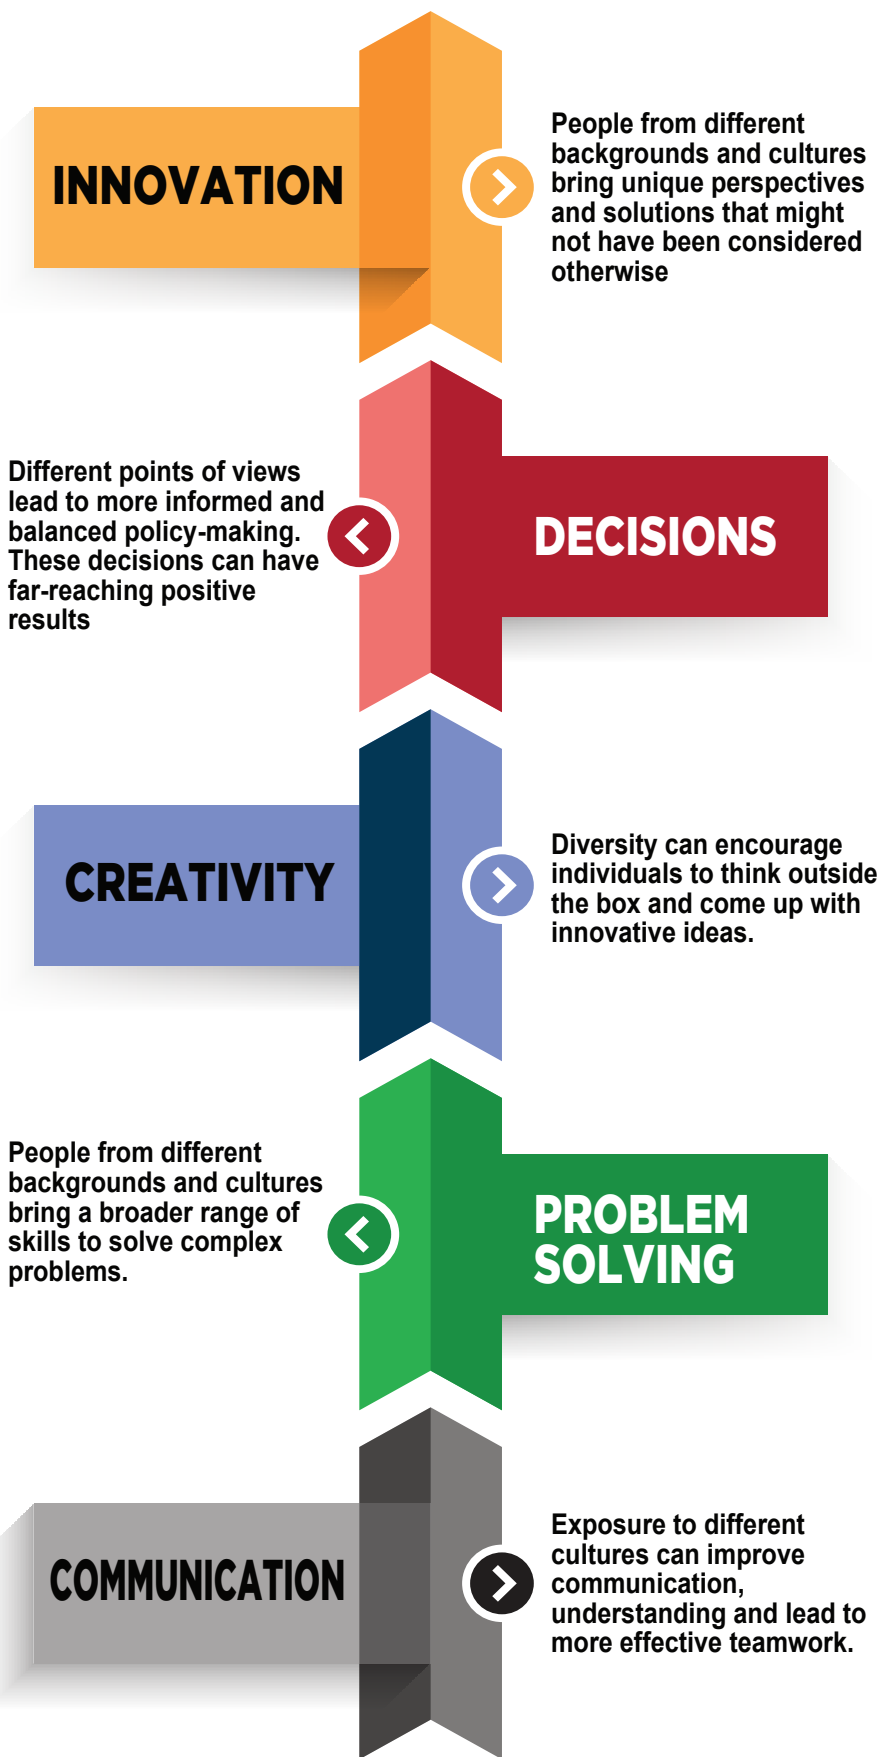 INNOVATION
People from different
backgrounds and cultures
bring unique perspectives
and solutions that might
not have been considered
otherwise
Different points of views
lead to more informed and
balanced policy-making.
These decisions can have
far-reaching positive
results
DECISIONS
CREATIVITY
Diversity can encourage
individuals to think outside
the box and come up with
innovative ideas.
People from different
backgrounds and cultures
bring a broader range of
skills to solve complex
problems.
PROBLEM
SOLVING
COMMUNICATION
Exposure to different
cultures can improve
communication,
understanding and lead to
more effective teamwork.